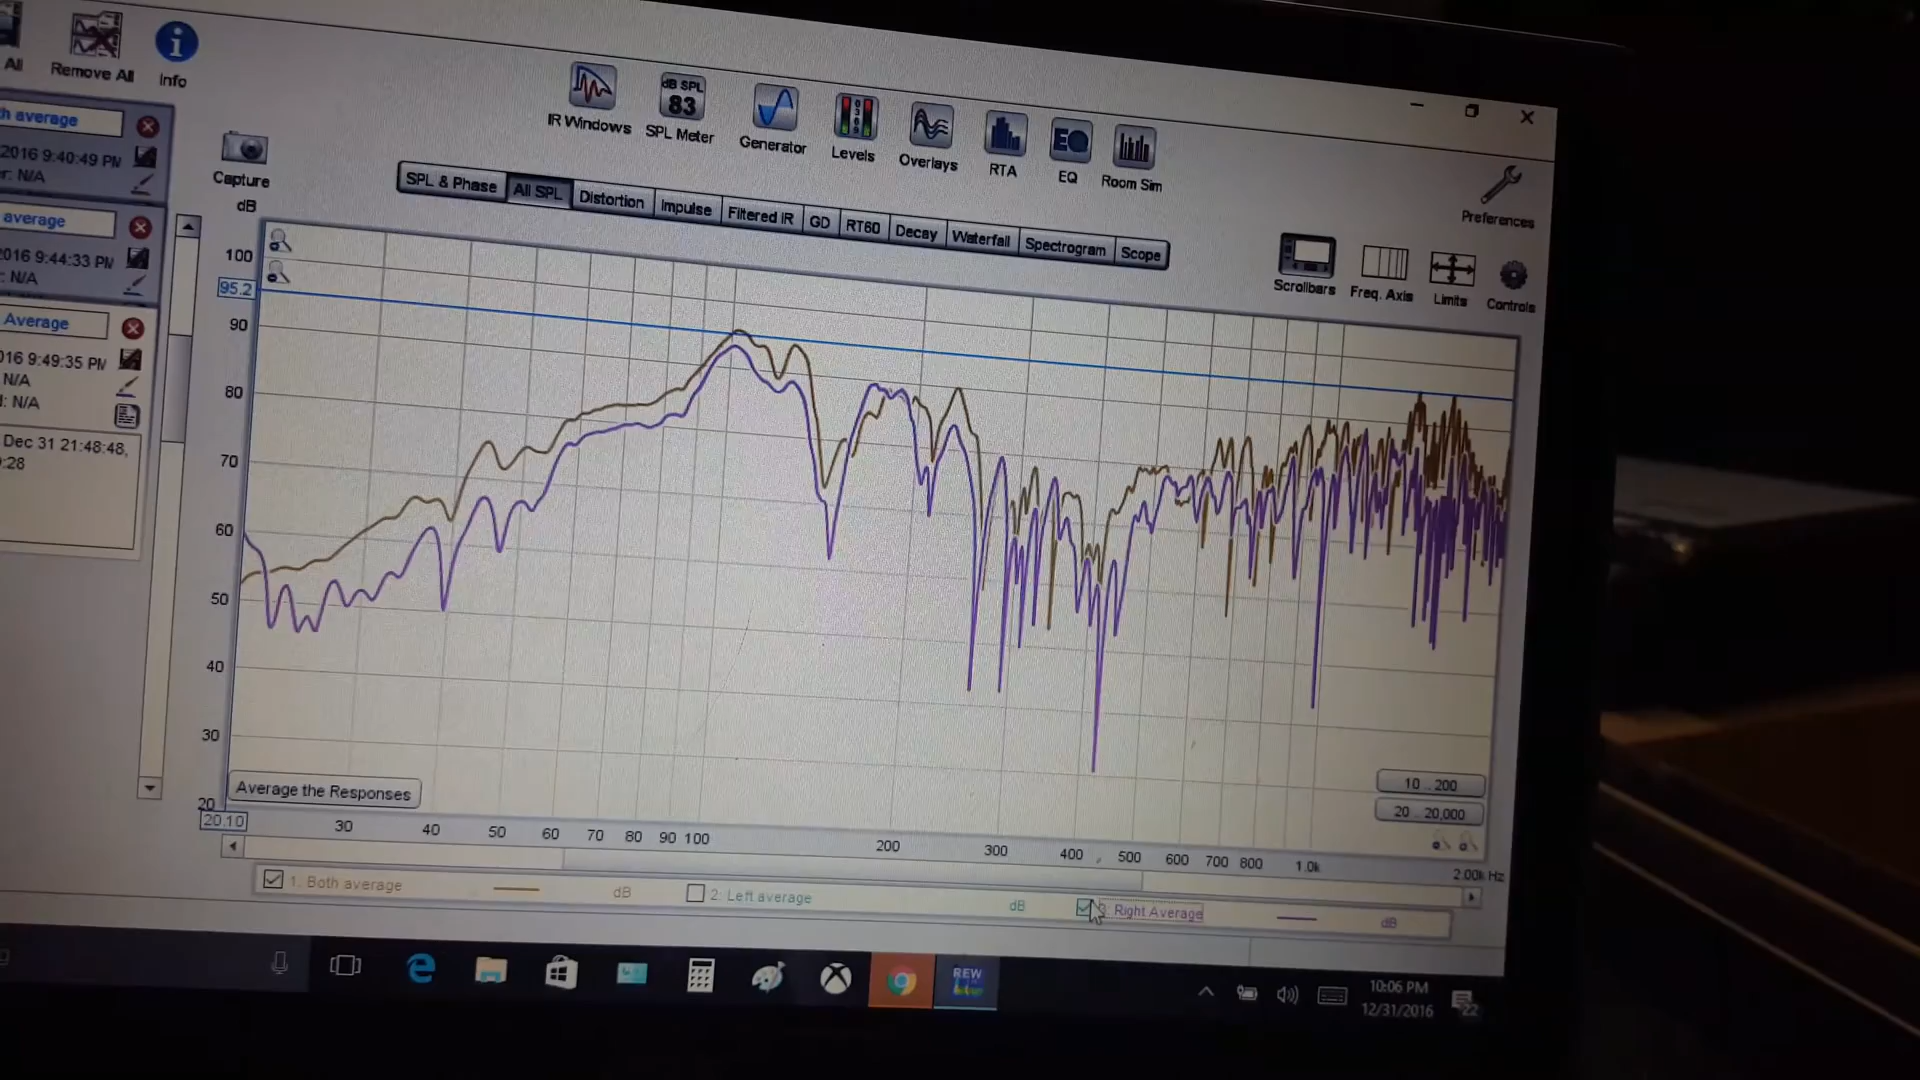 All
Remove All
Info
IR Windows
dB SPL
83
SPL Meter
Generator
Levels
Overlays
RTA
EQ
EQ
Room Sim
Preferences
Capture
SPL & Phase
All SPL
Distortion
Impulse
Filtered IR
GD
RT60
Decay
Waterfall
Spectrogram
Scope
Scrollbars
Freq. Axis
Limits
Controls
average
2016 9:40:49 PM
N/A
average
2016 9:44:33 PM
: N/A
Average
016 9:49:35 PM
N/A
: N/A
Dec 31 21:48:48,
:28
dB
100
95.2
90
80
70
60
50
40
30
20
Average the Responses
10 .. 200
20 .. 20,000
20.10
30
40
50
60
70
80
90
100
200
300
400
500
600
700
800
1.0k
2.00k Hz
1: Both average
dB
2: Left average
dB
Right Average
dB
REW
10:06 PM
12/31/2016
22